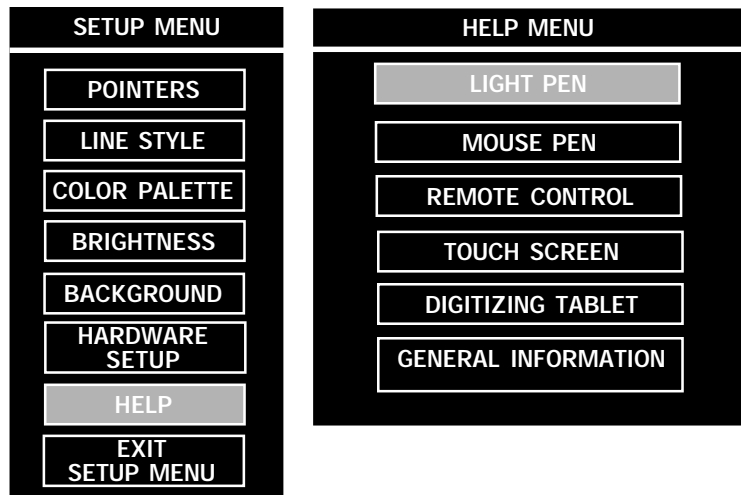 SETUP MENU
POINTERS
LINE STYLE
COLOR PALETTE
BRIGHTNESS
BACKGROUND
HARDWARE
SETUP
HELP
EXIT
SETUP MENU
HELP MENU
LIGHT PEN
MOUSE PEN
REMOTE CONTROL
TOUCH SCREEN
DIGITIZING TABLET
GENERAL INFORMATION